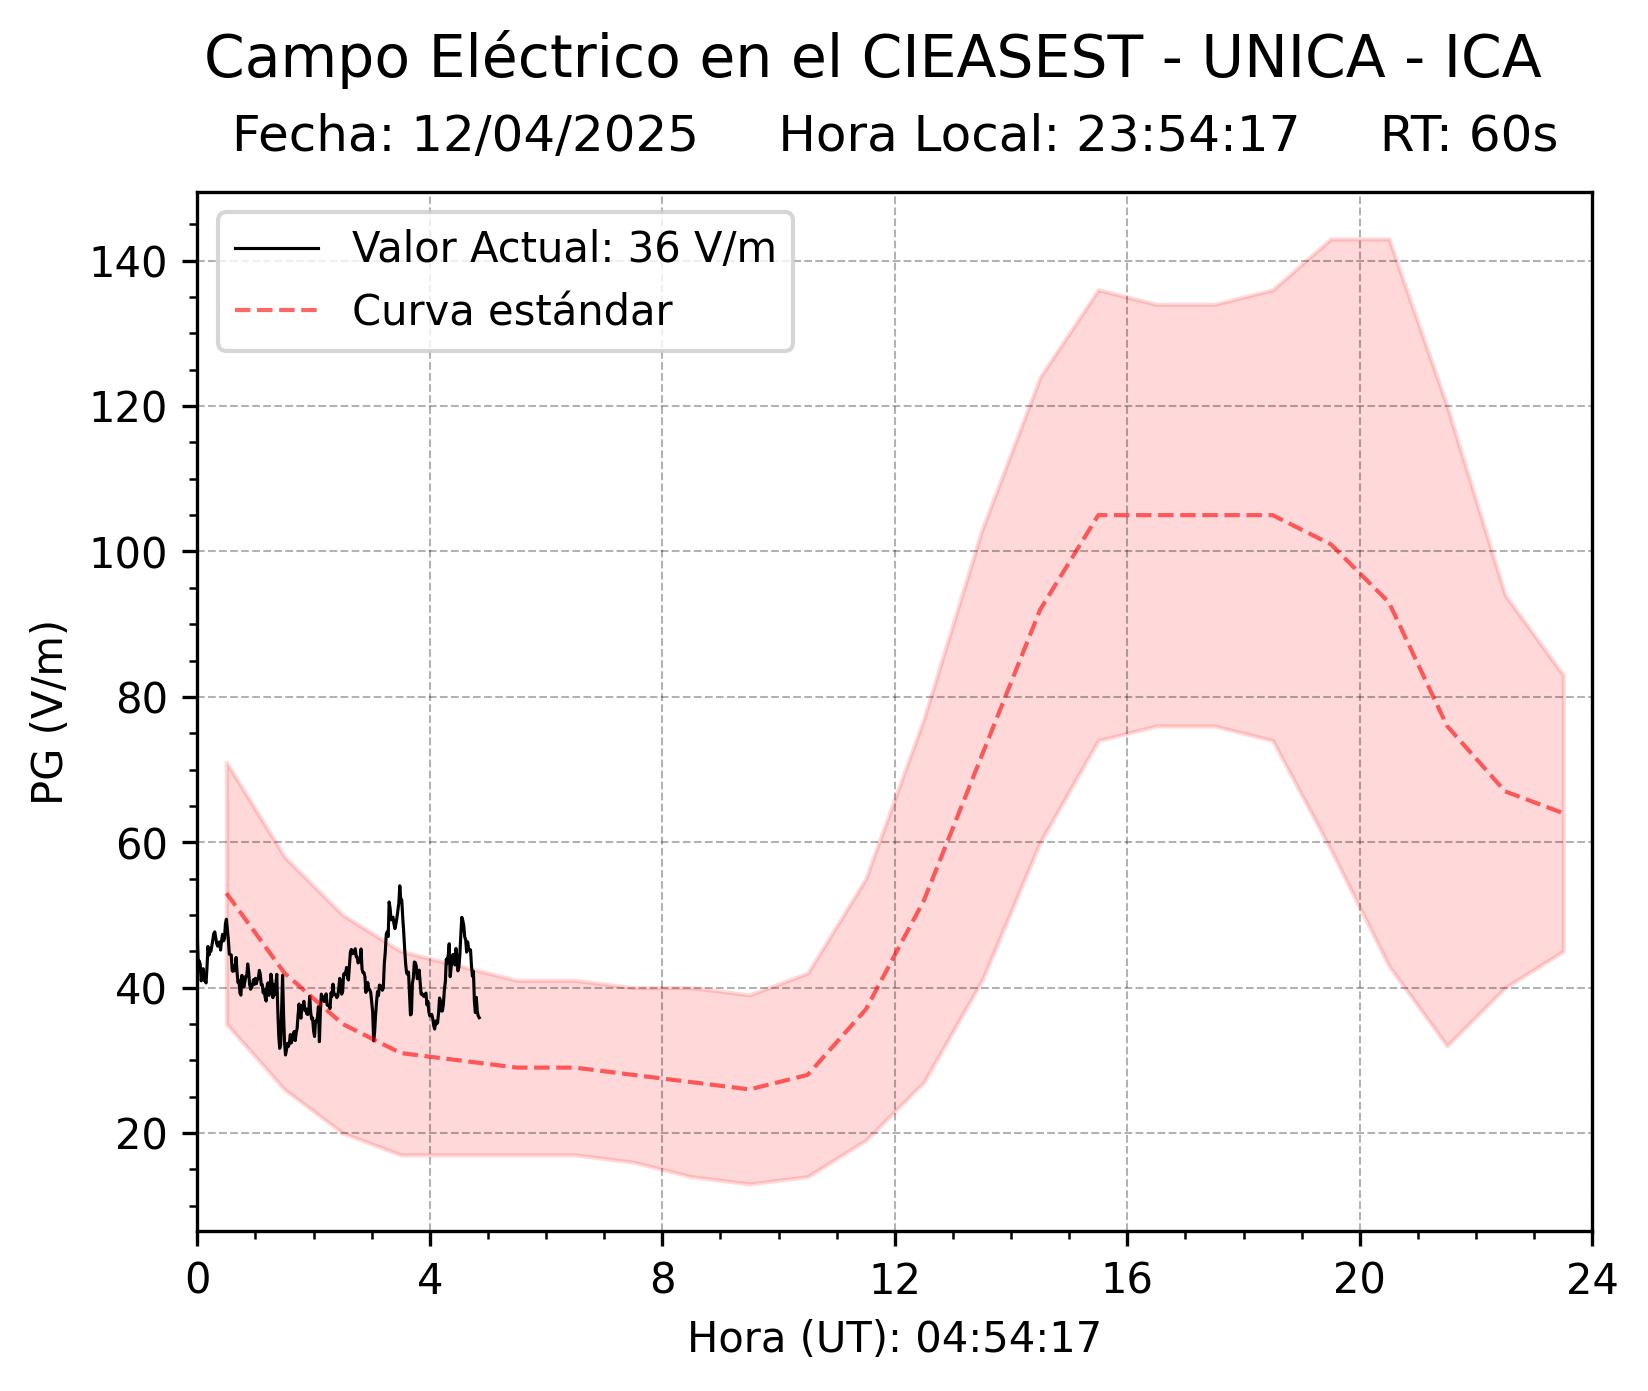 Campo Eléctrico en el CIEASEST - UNICA - ICA
Fecha: 12/04/2025 Hora Local: 23:54:17 RT: 60s
Valor Actual: 36 V/m
Curva estándar
140
120
100
80
60
40
20
PG (V/m)
0 4 8 12 16 20 24
Hora (UT): 04:54:17